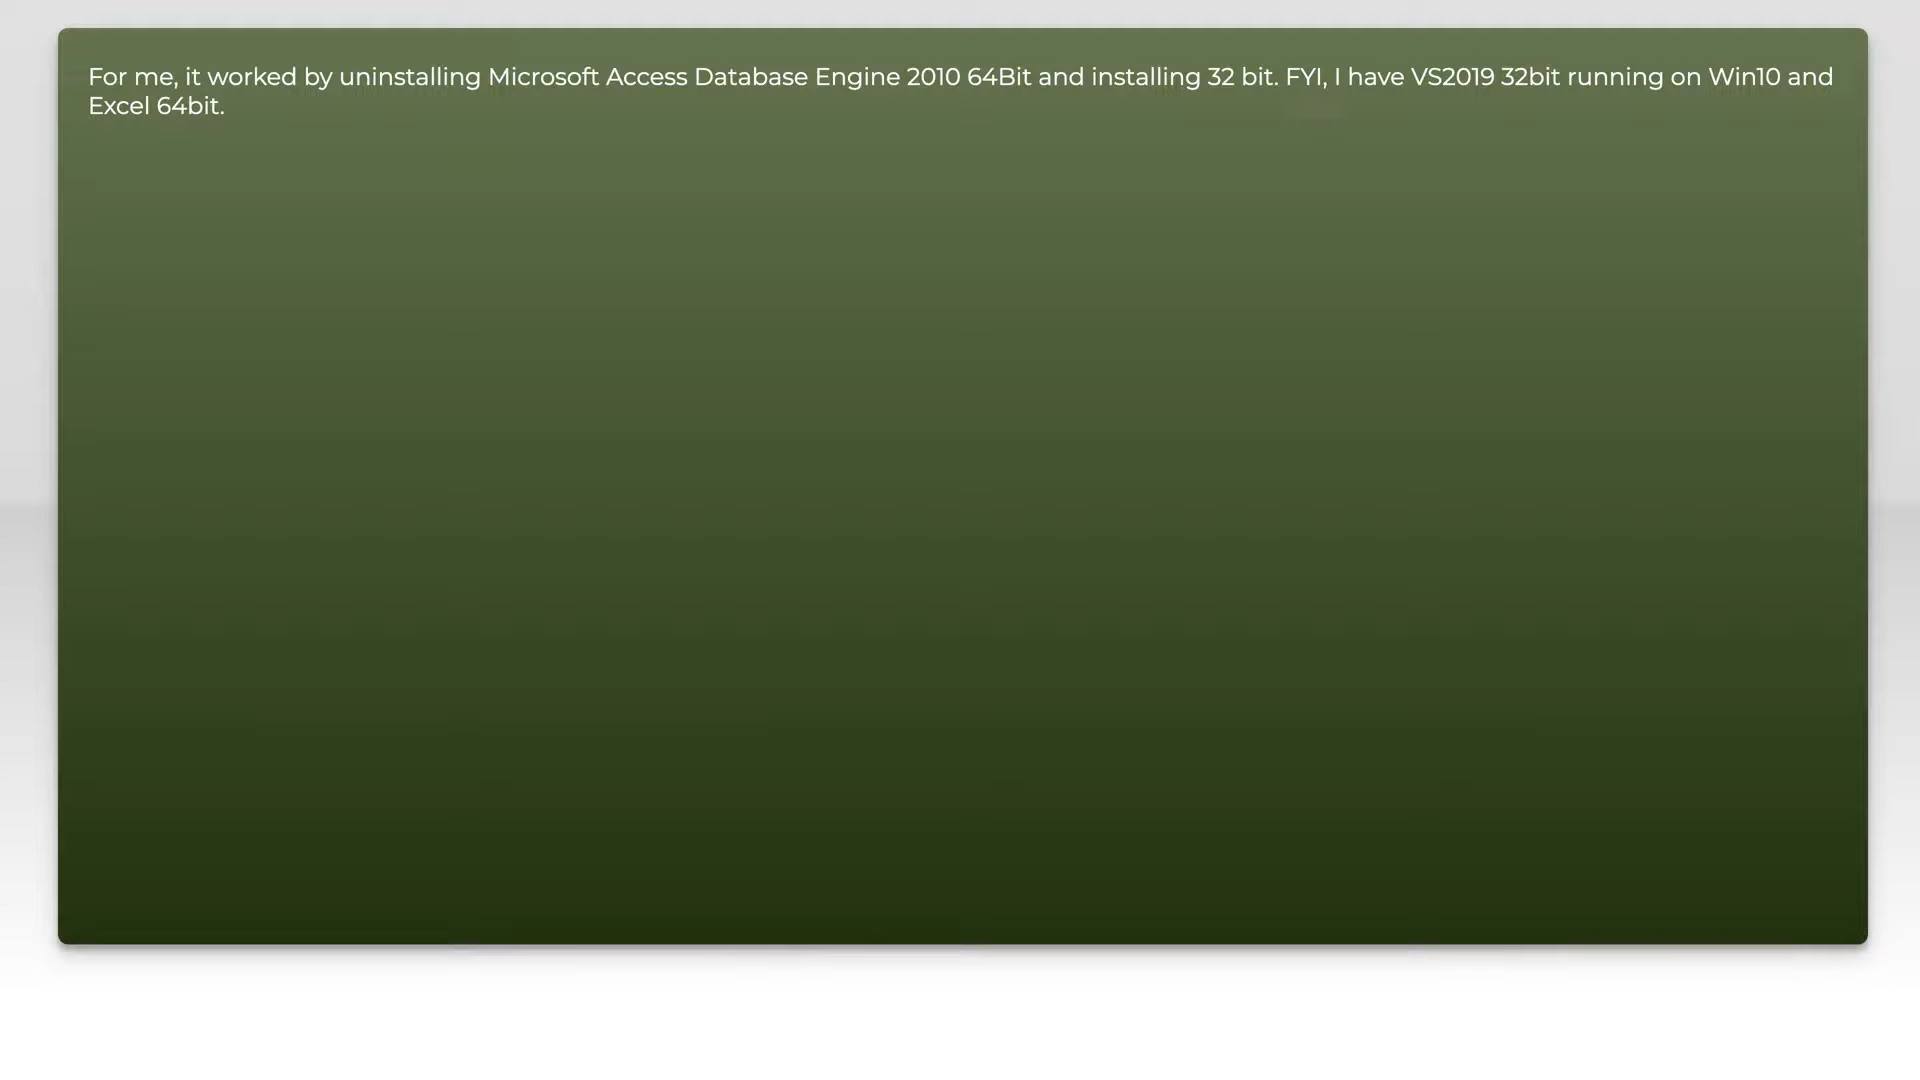 For me, it worked by uninstalling Microsoft Access Database Engine 2010 64Bit and installing 32 bit. FYI, I have VS2019 32bit running on Win10 and
Excel 64bit.